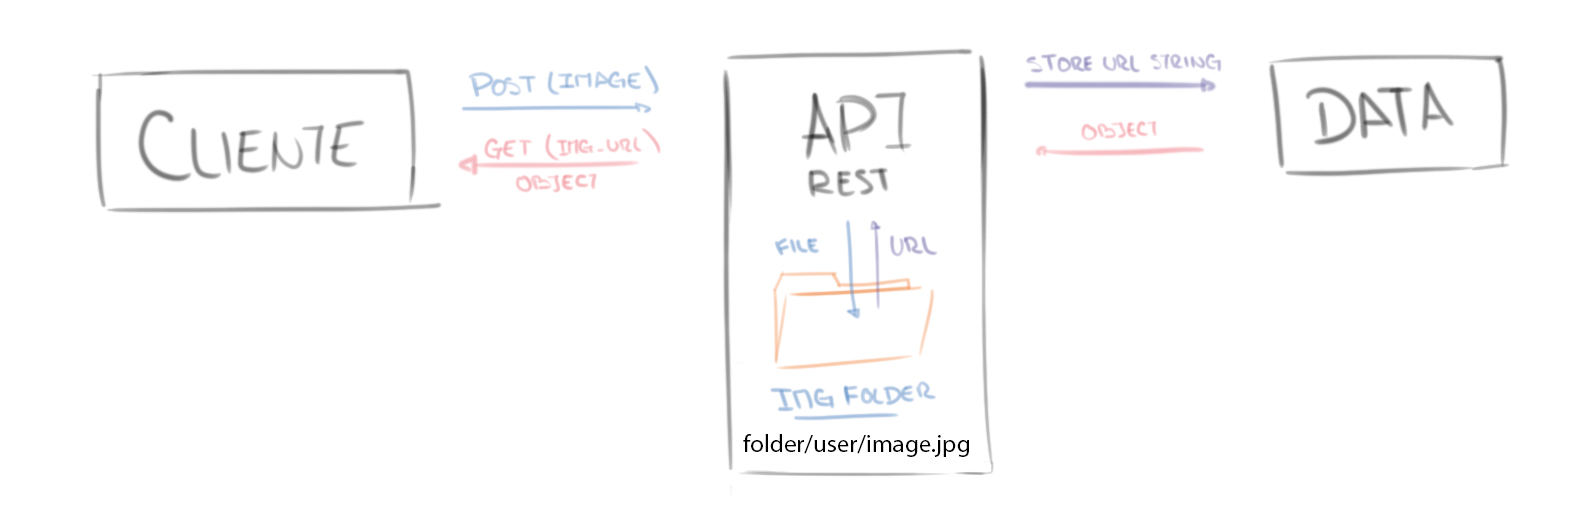 CLIENTE
POST (IMAGE)
GET (IMG_URL)
OBJECT
API
REST
FILE
URL
IMG FOLDER
folder/user/image.jpg
STORE URL STRING
OBJECT
DATA